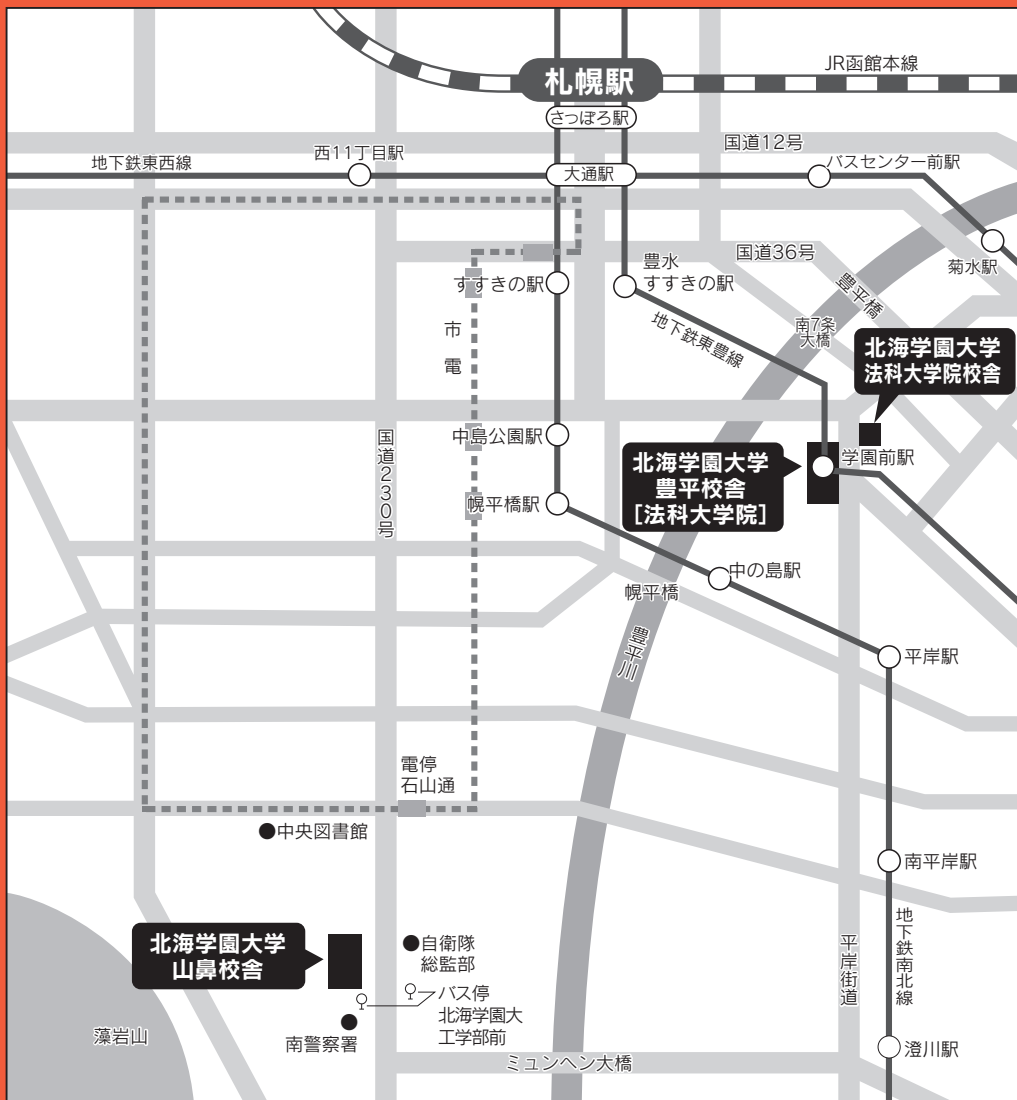 JR函館本線
札幌駅
さっぽろ駅
国道12号
地下鉄東西線
西11丁目駅
大通駅
バスセンター前駅
国道36号
菊水駅
豊水
すすきの駅
すすきの駅
豊平橋
南7条
大橋
地下鉄東豊線
市電
北海学園大学
法科大学院校舎
中島公園駅
国道230号
学園前駅
北海学園大学
豊平校舎
[法科大学院]
幌平橋駅
中の島駅
幌平橋
豊平川
平岸駅
電停
石山通
中央図書館
南平岸駅
地下鉄南北線
平岸街道
北海学園大学
山鼻校舎
自衛隊
総監部
バス停
北海学園大
工学部前
南警察署
藻岩山
ミュンヘン大橋
澄川駅